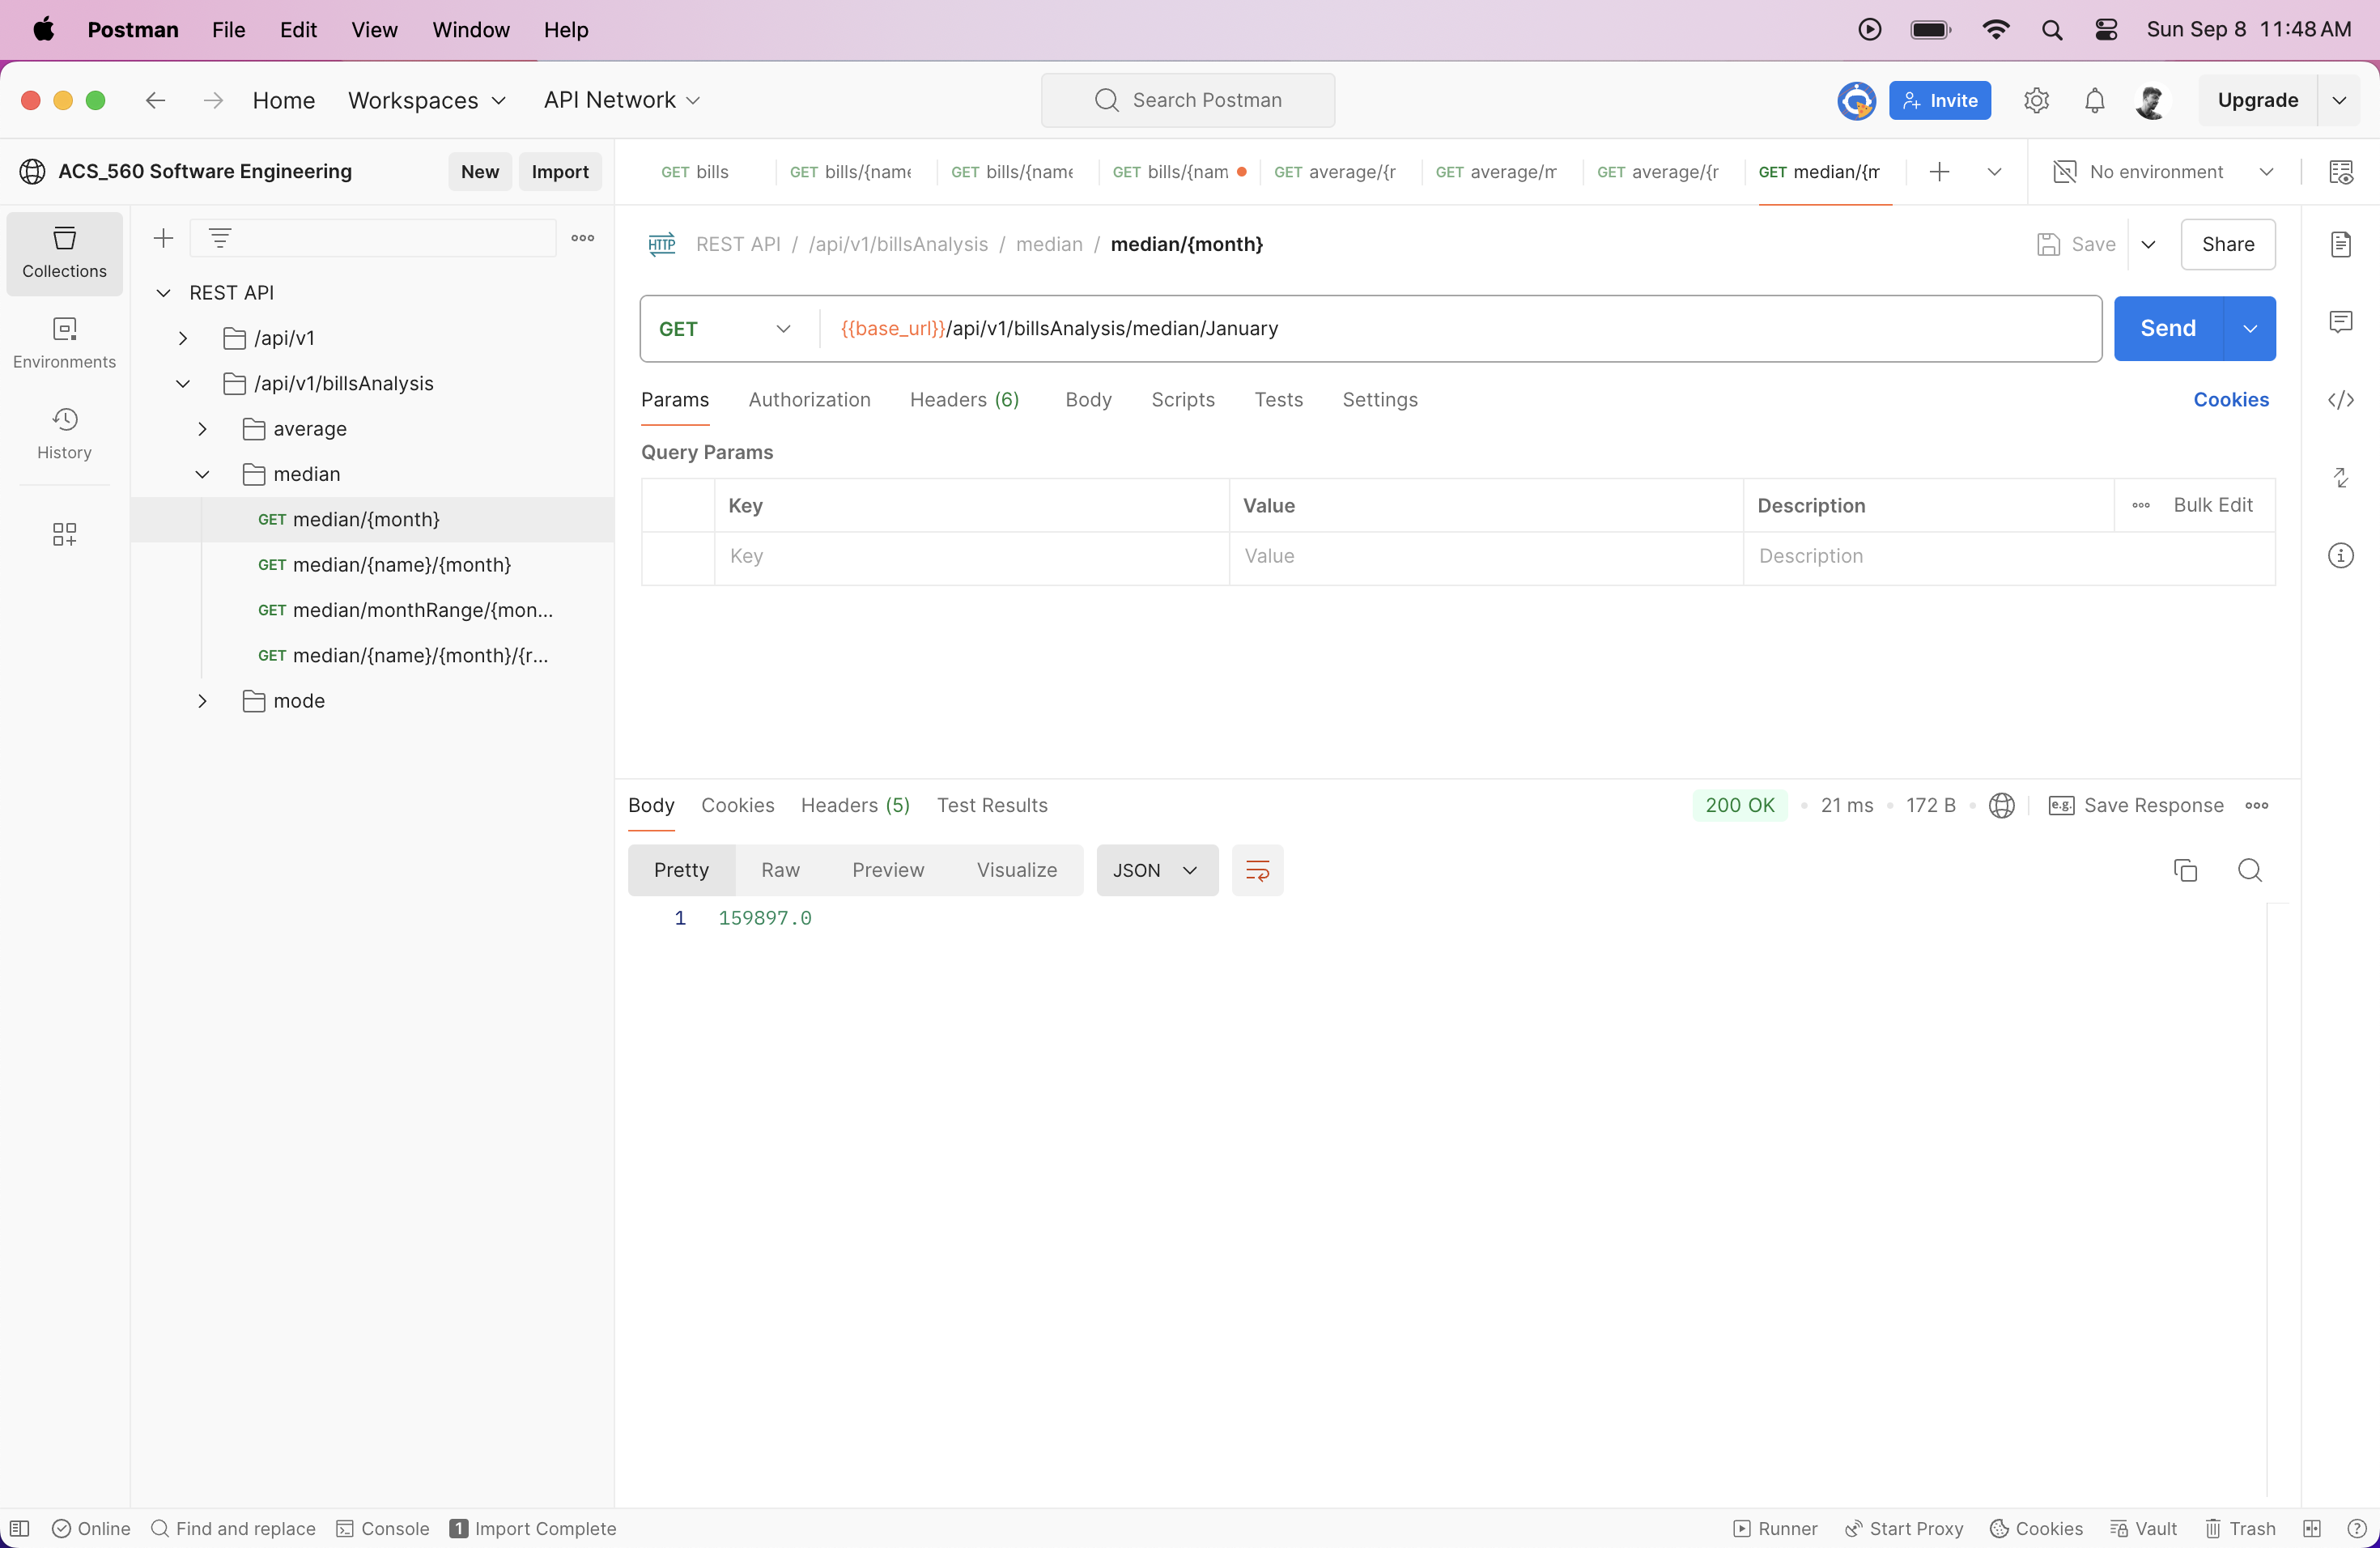 Postman File Edit View Window Help Sun Sep 8 11:48 AM
Home Workspaces API Network Search Postman Invite Upgrade
ACS_560 Software Engineering New Import
GET bills GET bills/{name GET bills/{name GET bills/{nam GET average/{r GET average/m GET average/{r GET median/{m No environment
Collections
Environments
History
REST API
/api/v1
/api/v1/billsAnalysis
average
median
GET median/{month}
GET median/{name}/{month}
GET median/monthRange/{mon...
GET median/{name}/{month}/{r...
mode
HTTP REST API / /api/v1/billsAnalysis / median / median/{month} Save Share
GET {{base_url}}/api/v1/billsAnalysis/median/January Send
Params Authorization Headers (6) Body Scripts Tests Settings Cookies
Query Params
Key Value Description Bulk Edit
Key Value Description
Body Cookies Headers (5) Test Results 200 OK 21 ms 172 B e.g. Save Response
Pretty Raw Preview Visualize JSON
1 159897.0
Online Find and replace Console 1 Import Complete Runner Start Proxy Cookies Vault Trash